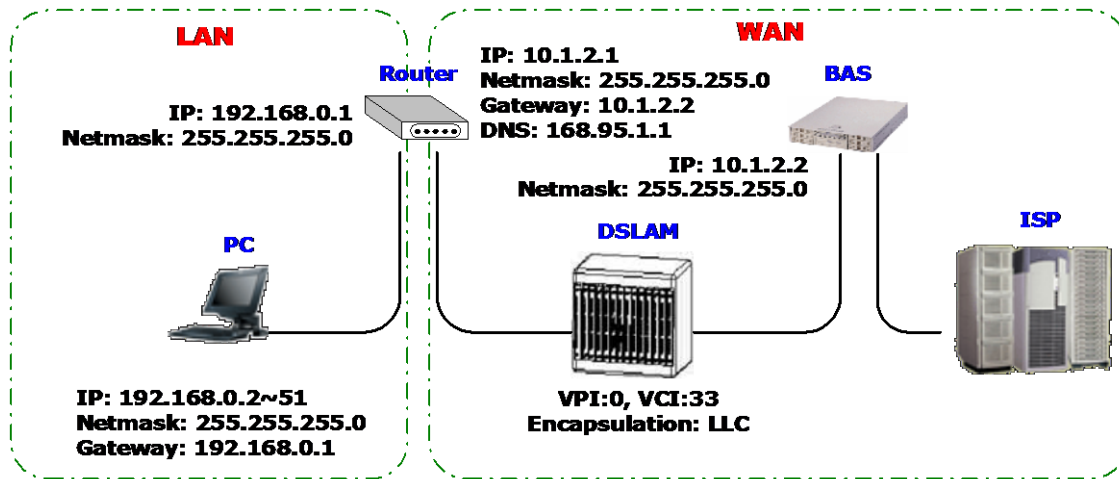 LAN
WAN
Router
IP: 10.1.2.1
Netmask: 255.255.255.0
Gateway: 10.1.2.2
DNS: 168.95.1.1
BAS
IP: 192.168.0.1
Netmask: 255.255.255.0
IP: 10.1.2.2
Netmask: 255.255.255.0
PC
DSLAM
ISP
IP: 192.168.0.2~51
Netmask: 255.255.255.0
Gateway: 192.168.0.1
VPI:0, VCI:33
Encapsulation: LLC